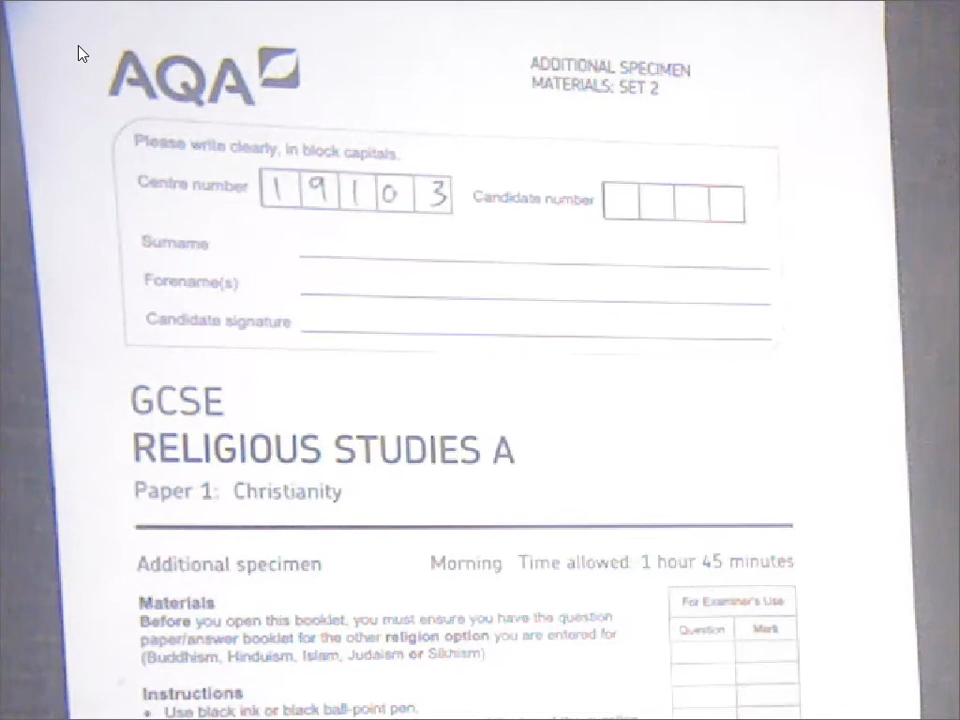 AQA
ADDITIONAL SPECIMEN
MATERIALS: SET 2
Please write clearly, in block capitals.
Centre number 1 9 1 0 3 Candidate number
Surname
Forename(s)
Candidate signature
GCSE
RELIGIOUS STUDIES A
Paper 1: Christianity
Additional specimen Morning Time allowed: 1 hour 45 minutes
Materials
Before you open this booklet, you must ensure you have the question
paper/answer booklet for the other religion option you are entered for
(Buddhism, Hinduism, Islam, Judaism or Sikhism)
For Examiner's Use
Question Mark
Instructions
• Use black ink or black ball-point pen.